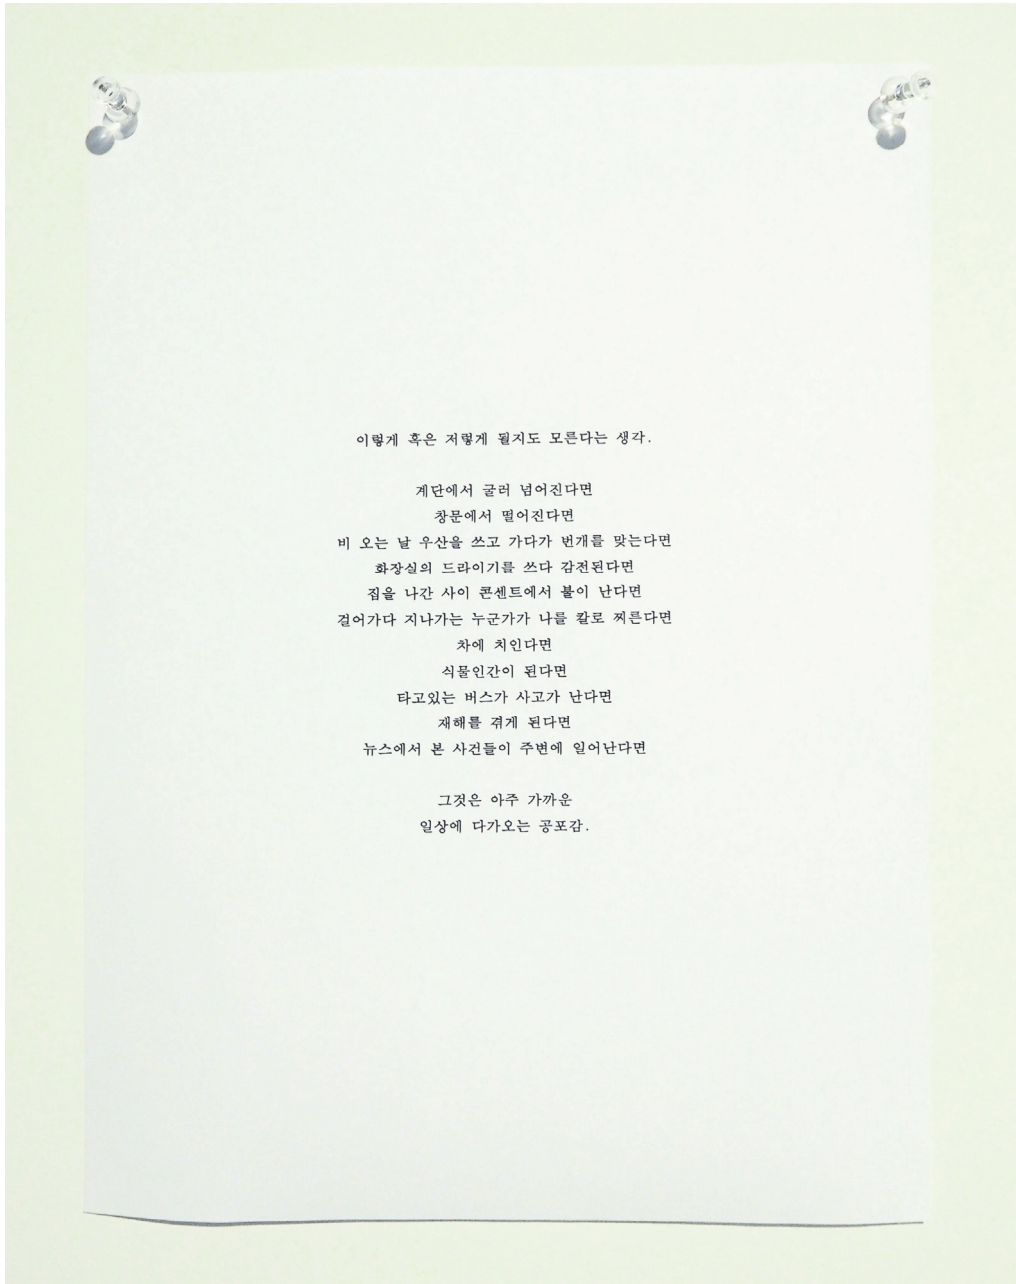 이렇게 혹은 저렇게 될지도 모른다는 생각.
계단에서 굴러 넘어진다면
창문에서 떨어진다면
비 오는 날 우산을 쓰고 가다가 번개를 맞는다면
화장실의 드라이기를 쓰다 감전된다면
집을 나간 사이 콘센트에서 불이 난다면
걸어가다 지나가는 누군가가 나를 칼로 찌른다면
차에 치인다면
식물인간이 된다면
타고있는 버스가 사고가 난다면
재해를 겪게 된다면
뉴스에서 본 사건들이 주변에 일어난다면
그것은 아주 가까운
일상에 다가오는 공포감.